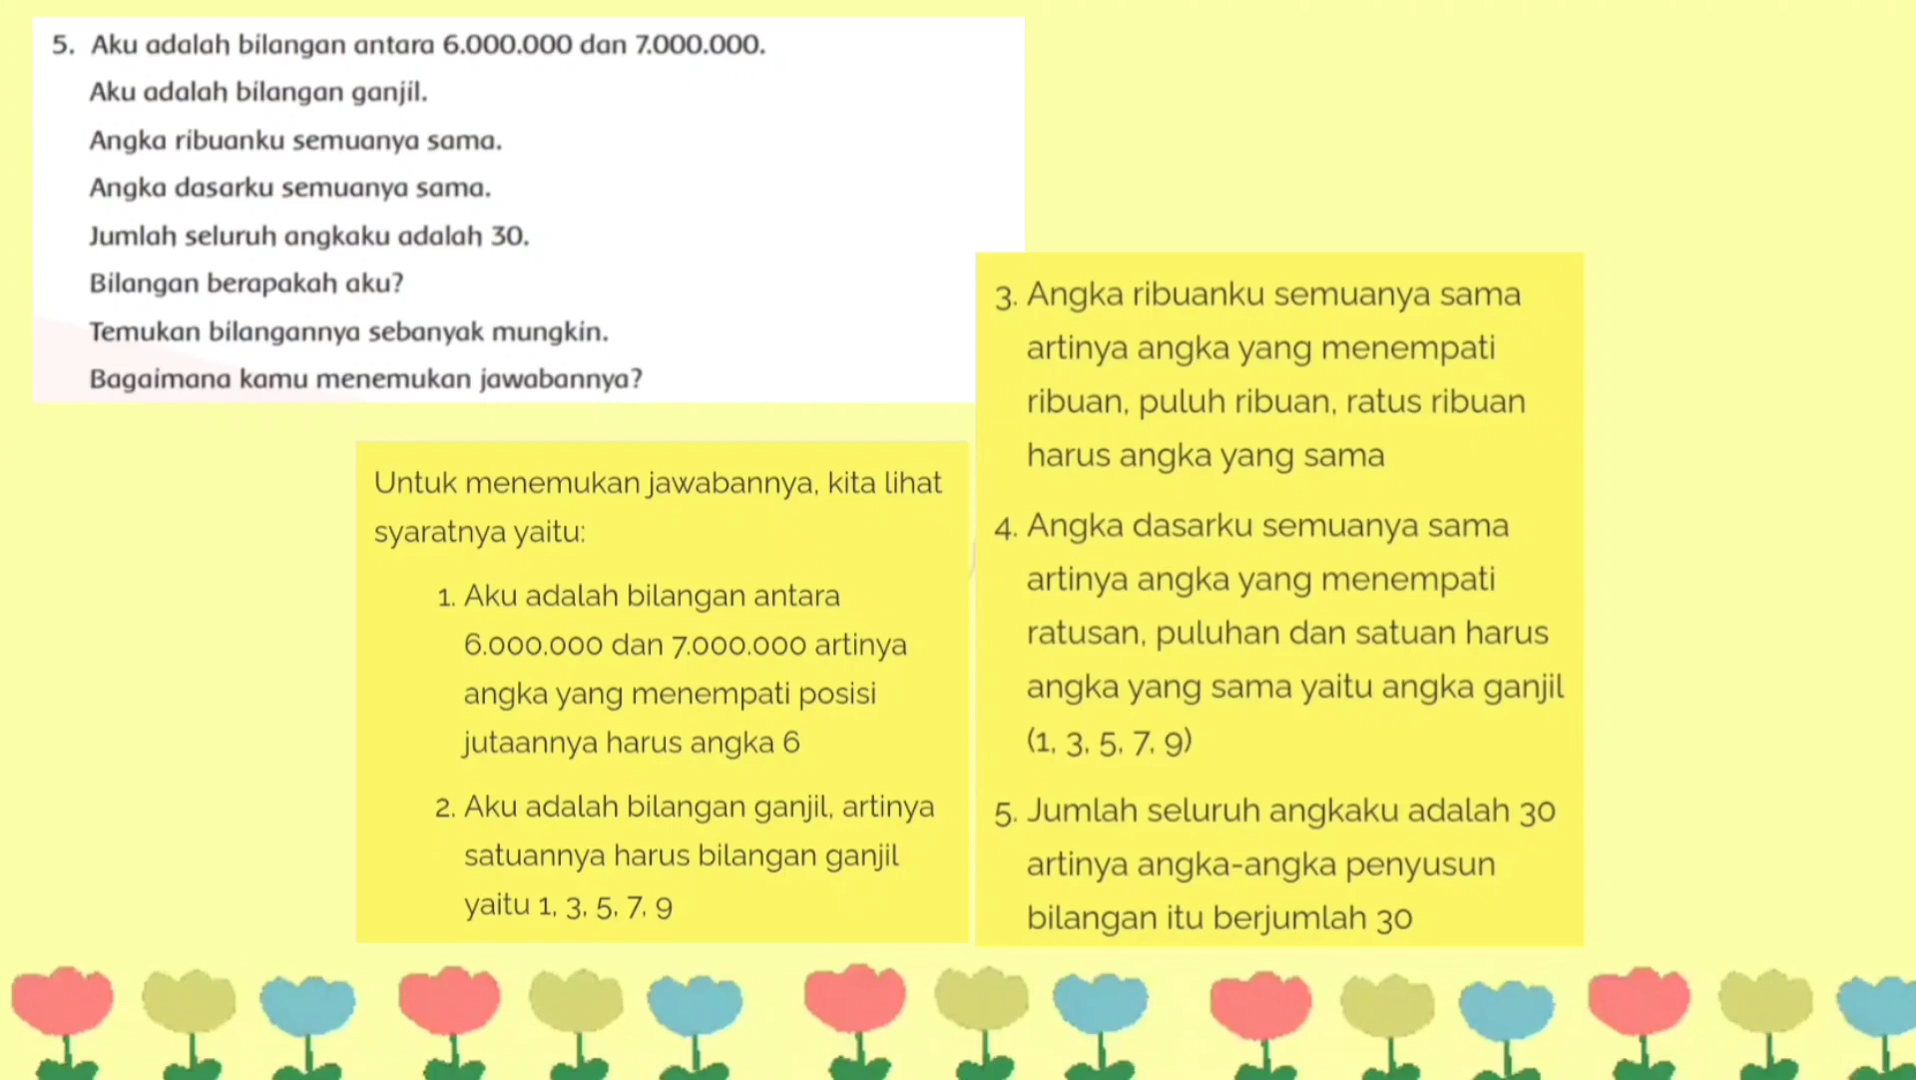 5. Aku adalah bilangan antara 6.000.000 dan 7.000.000.
Aku adalah bilangan ganjil.
Angka ribuanku semuanya sama.
Angka dasarku semuanya sama.
Jumlah seluruh angkaku adalah 30.
Bilangan berapakah aku?
Temukan bilangannya sebanyak mungkin.
Bagaimana kamu menemukan jawabannya?
Untuk menemukan jawabannya, kita lihat
syaratnya yaitu:
1. Aku adalah bilangan antara
6.000.000 dan 7.000.000 artinya
angka yang menempati posisi
jutaannya harus angka 6
2. Aku adalah bilangan ganjil, artinya
satuannya harus bilangan ganjil
yaitu 1, 3, 5, 7, 9
3. Angka ribuanku semuanya sama
artinya angka yang menempati
ribuan, puluh ribuan, ratus ribuan
harus angka yang sama
4. Angka dasarku semuanya sama
artinya angka yang menempati
ratusan, puluhan dan satuan harus
angka yang sama yaitu angka ganjil
(1, 3, 5, 7, 9)
5. Jumlah seluruh angkaku adalah 30
artinya angka-angka penyusun
bilangan itu berjumlah 30